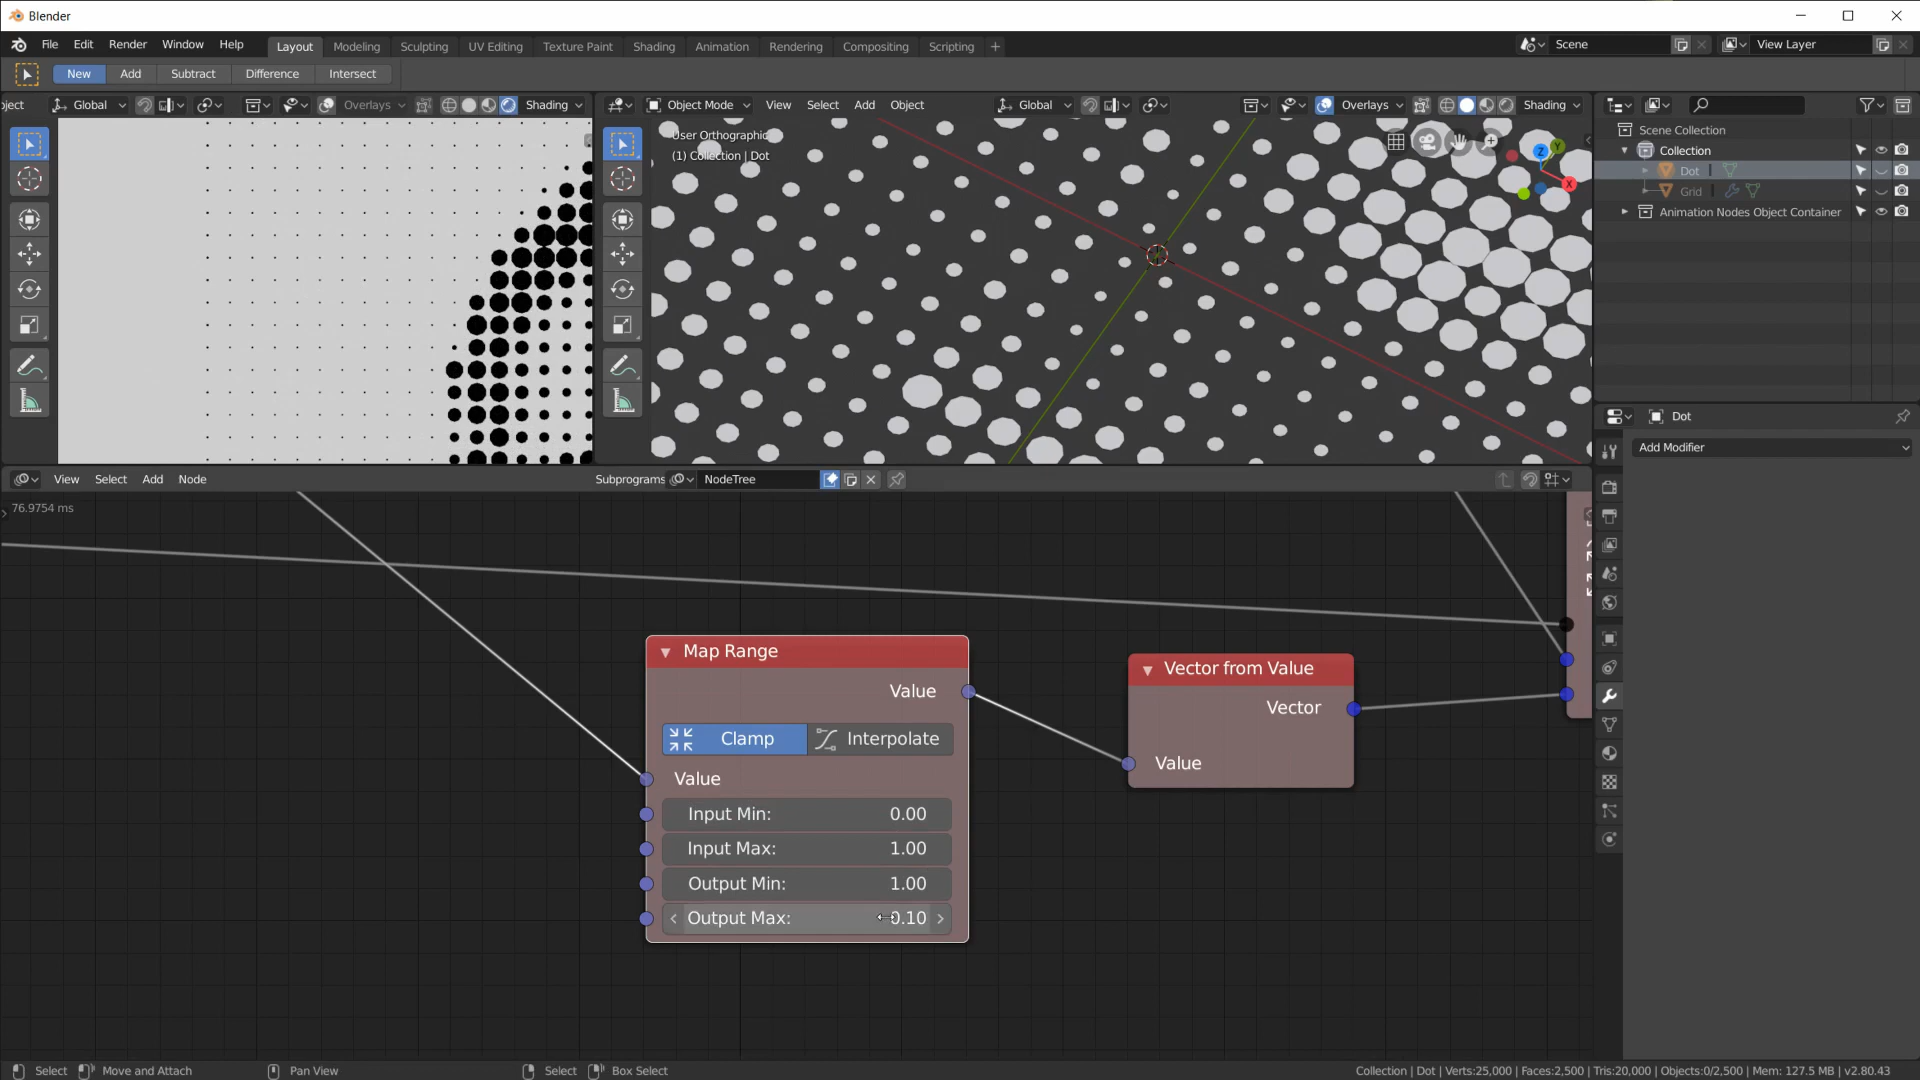 Blender
File Edit Render Window Help Layout Modeling Sculpting UV Editing Texture Paint Shading Animation Rendering Compositing Scripting + Scene View Layer
New Add Subtract Difference Intersect
bject Global Overlays Shading
Object Mode View Select Add Object Global Overlays Shading
User Orthographic
(1) Collection | Dot
Z
Y
X
Scene Collection
Collection
Dot
Grid
Animation Nodes Object Container
Dot
Add Modifier
View Select Add Node Subprograms NodeTree
76.9754 ms
Map Range
Value
Clamp Interpolate
Value
Input Min: 0.00
Input Max: 1.00
Output Min: 1.00
Output Max: 0.10
Vector from Value
Vector
Value
Select Move and Attach Pan View Select Box Select Collection | Dot | Verts:25,000 | Faces:2,500 | Tris:20,000 | Objects:0/2,500 | Mem: 127.5 MB | v2.80.43